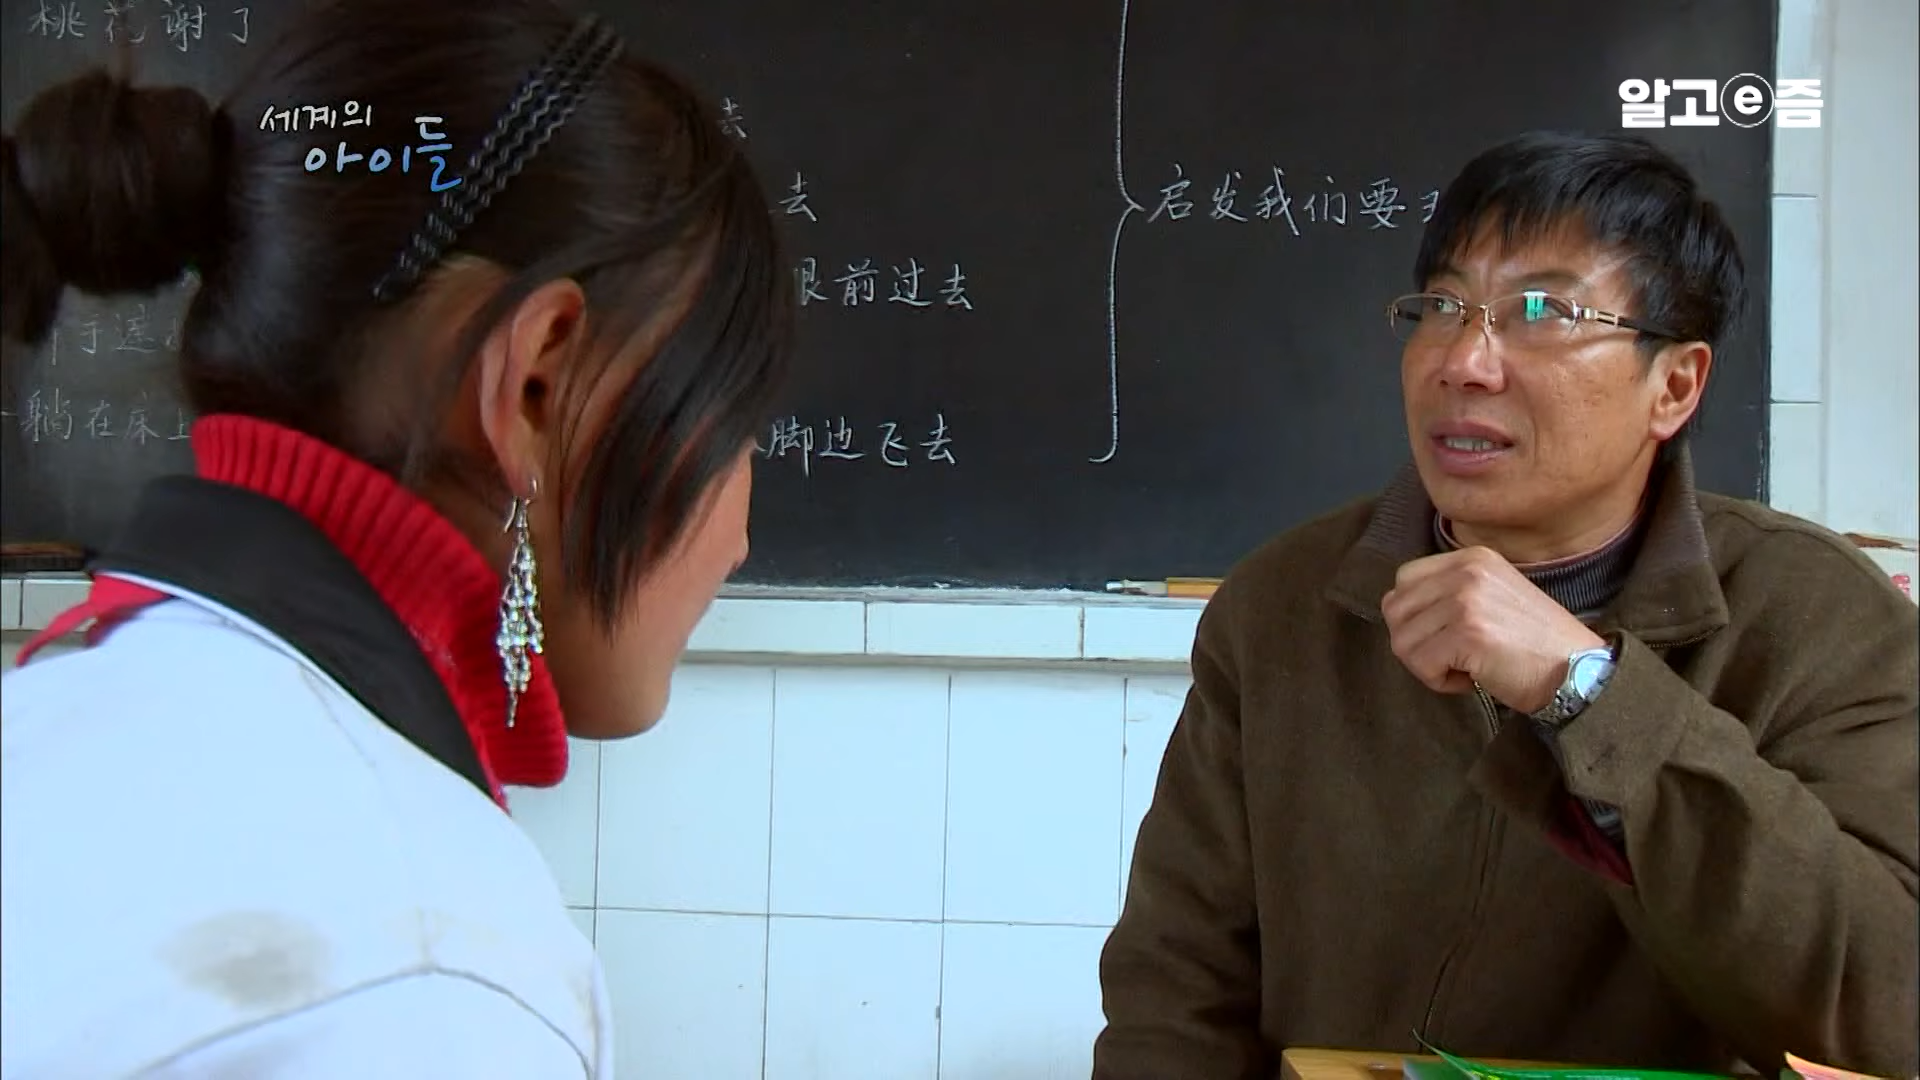 桃花谢了
세계의
아이들
알고e즘
去
去
启发我们要
眼前过去
手遮
躺在床上
脚边飞去